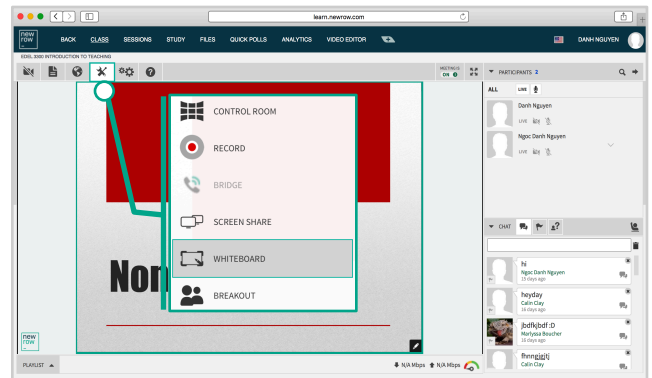 learn.newrow.com
new
row
BACK CLASS SESSIONS STUDY FILES QUICK POLLS ANALYTICS VIDEO EDITOR
DANH NGUYEN
EDEL 3380 INTRODUCTION TO TEACHING
MEETING IS
ON
PARTICIPANTS 2
ALL LIVE
Danh Nguyen
LIVE
Ngoc Danh Nguyen
LIVE
CONTROL ROOM
RECORD
BRIDGE
SCREEN SHARE
WHITEBOARD
BREAKOUT
Non
CHAT
hi
Ngoc Danh Nguyen
15 days ago
heyday
Calin Clay
16 days ago
jbdfkjbdf :D
Marlyssa Boucher
16 days ago
fhnngjgjtj
Calin Clay
new
row
PLAYLIST
N/A Mbps N/A Mbps